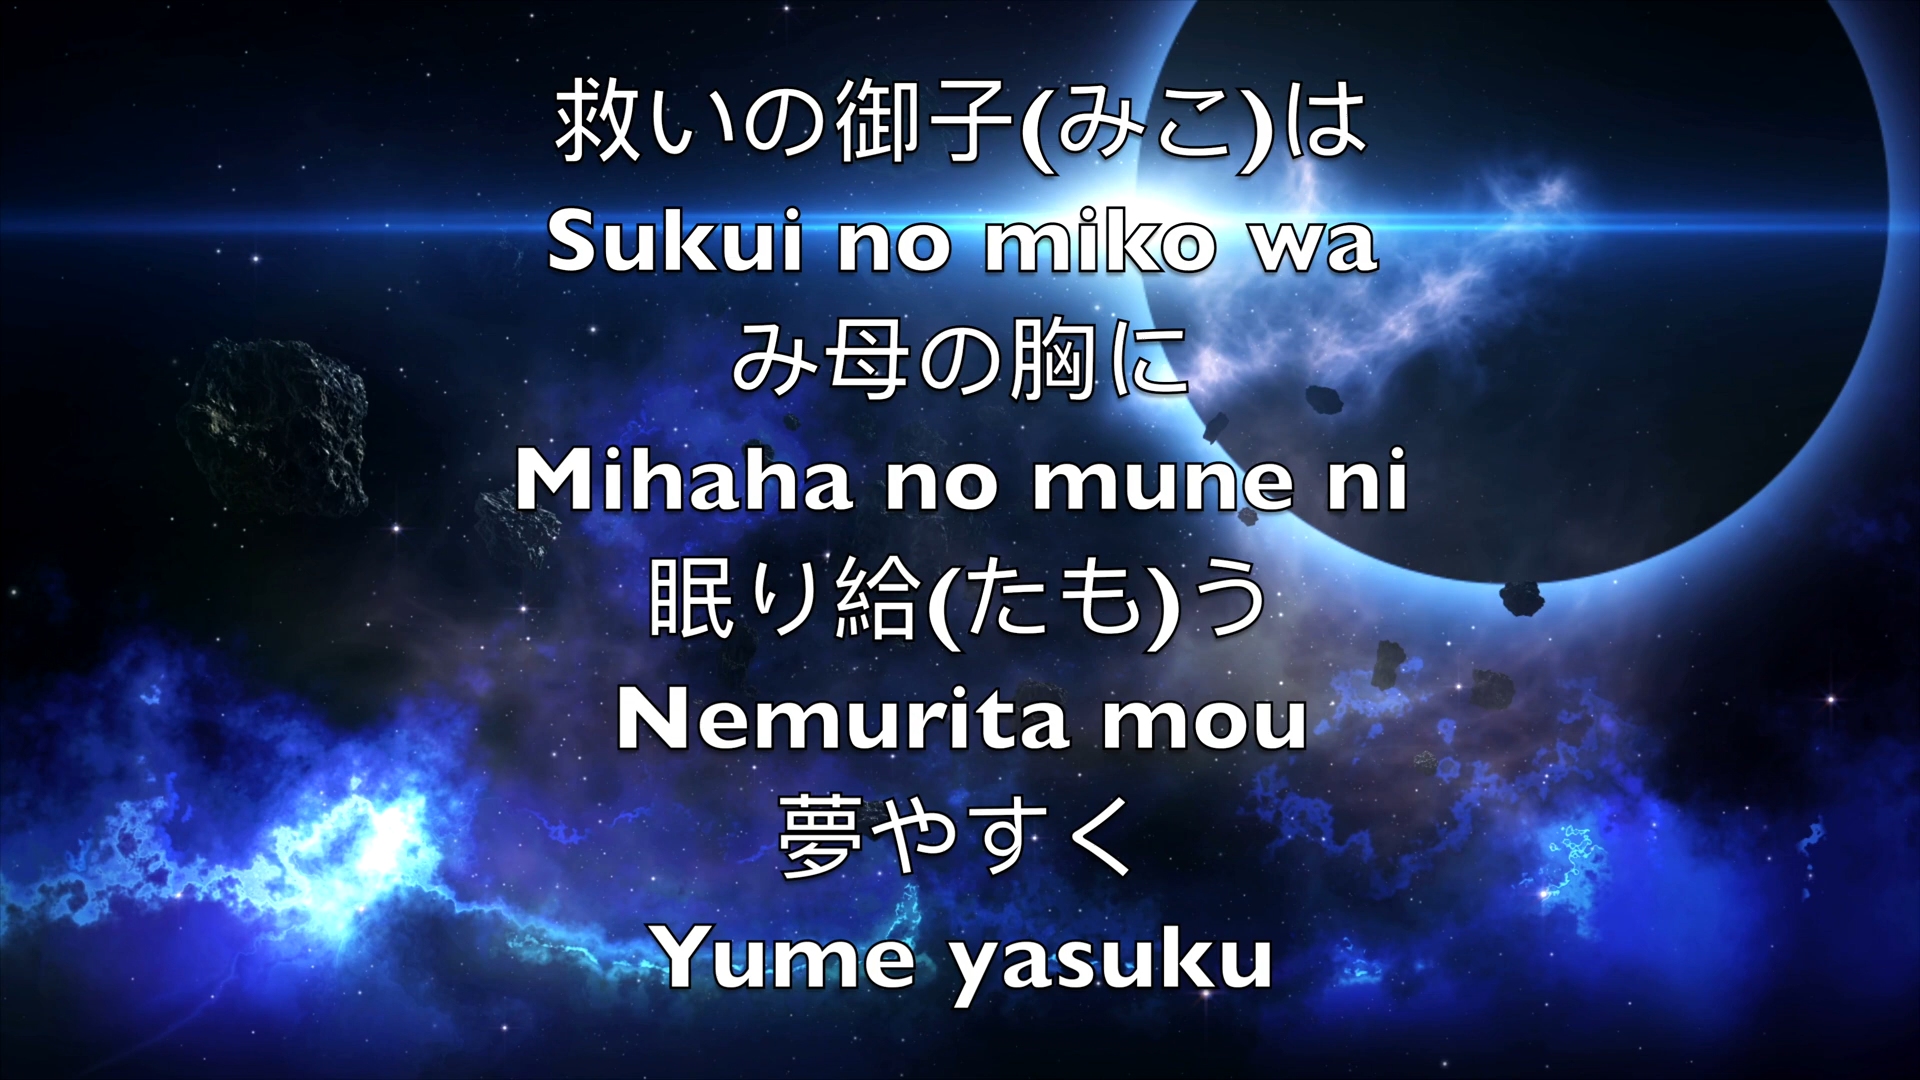 救いの御子(みこ)は
Sukui no miko wa
み母の胸に
Mihaha no mune ni
眠り給(たも)う
Nemurita mou
夢やすく
Yume yasuku